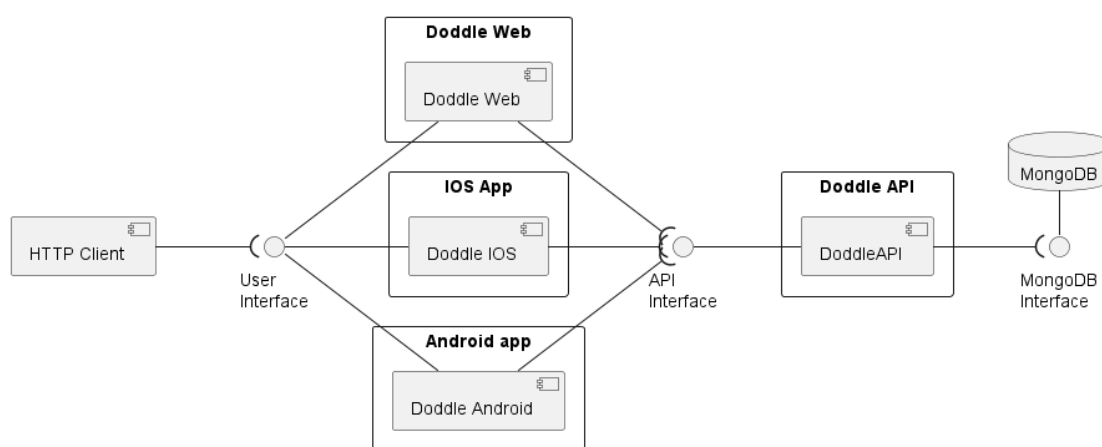 Doddle Web
Doddle Web
MongoDB
IOS App
Doddle API
HTTP Client
Doddle IOS
DoddleAPI
User
Interface
API
Interface
MongoDB
Interface
Android app
Doddle Android